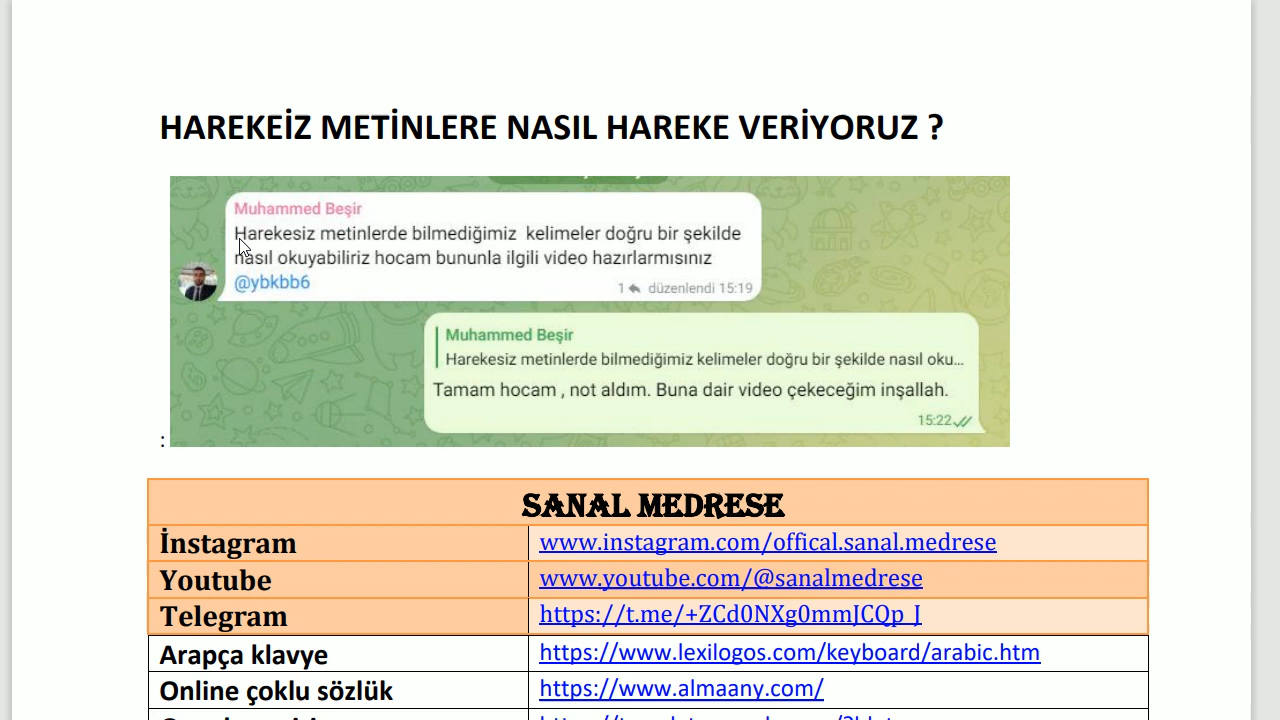 HAREKEİZ METİNLERE NASIL HAREKE VERİYORUZ ?
Muhammed Beşir
Harekesiz metinlerde bilmediğimiz kelimeler doğru bir şekilde
nasıl okuyabiliriz hocam bununla ilgili video hazırlarmısınız
@ybkbb6
1 düzenlendi 15:19
Muhammed Beşir
Harekesiz metinlerde bilmediğimiz kelimeler doğru bir şekilde nasıl oku...
Tamam hocam , not aldım. Buna dair video çekeceğim inşallah.
15:22
:
SANAL MEDRESE
İnstagram www.instagram.com/offical.sanal.medrese
Youtube www.youtube.com/@sanalmedrese
Telegram https://t.me/+ZCd0NXg0mmJCQp_J
Arapça klavye https://www.lexilogos.com/keyboard/arabic.htm
Online çoklu sözlük https://www.almaany.com/